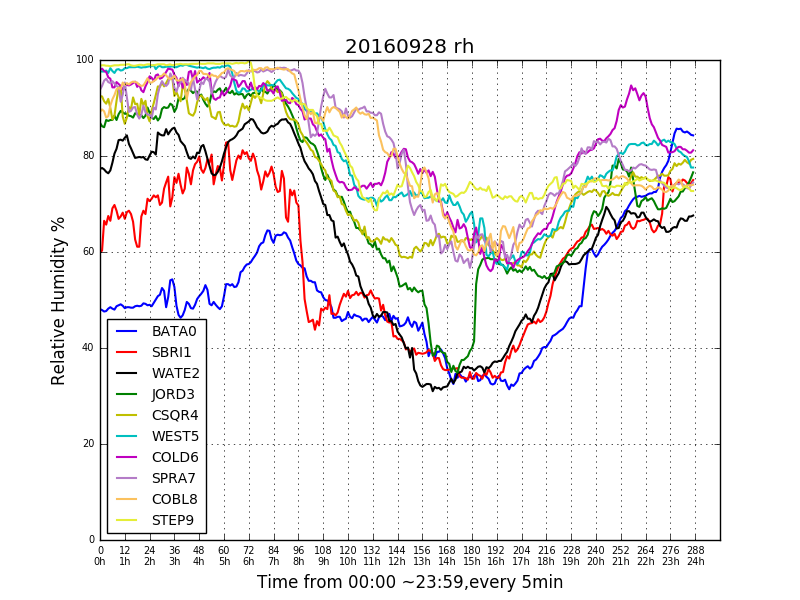 20160928 rh
Relative Humidity %
100
80
60
40
20
0
BATA0
SBRI1
WATE2
JORD3
CSQR4
WEST5
COLD6
SPRA7
COBL8
STEP9
0 12 24 36 48 60 72 84 96 108 120 132 144 156 168 180 192 204 216 228 240 252 264 276 288
0h 1h 2h 3h 4h 5h 6h 7h 8h 9h 10h 11h 12h 13h 14h 15h 16h 17h 18h 19h 20h 21h 22h 23h 24h
Time from 00:00 ~23:59,every 5min